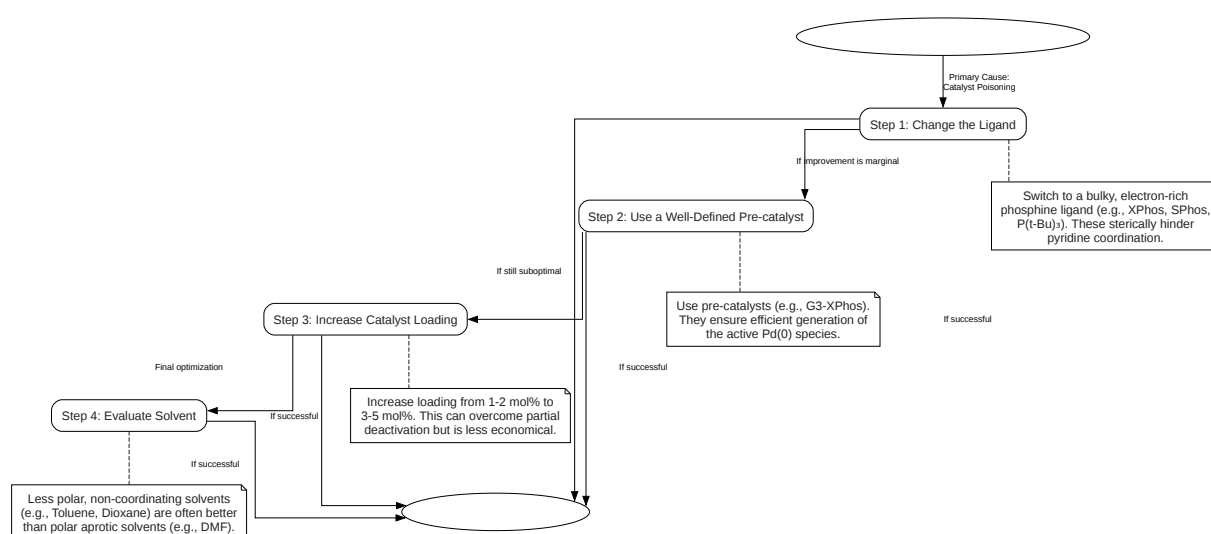 Primary Cause:
Catalyst Poisoning
Step 1: Change the Ligand
If improvement is marginal
Switch to a bulky, electron-rich
phosphine ligand (e.g., XPhos, SPhos,
P(t-Bu)₃). These sterically hinder
pyridine coordination.
Step 2: Use a Well-Defined Pre-catalyst
If still suboptimal
Use pre-catalysts (e.g., G3-XPhos).
They ensure efficient generation of
the active Pd(0) species.
If successful
Step 3: Increase Catalyst Loading
Final optimization
If successful
Increase loading from 1-2 mol% to
3-5 mol%. This can overcome partial
deactivation but is less economical.
Step 4: Evaluate Solvent
If successful
If successful
Less polar, non-coordinating solvents
(e.g., Toluene, Dioxane) are often better
than polar aprotic solvents (e.g., DMF).